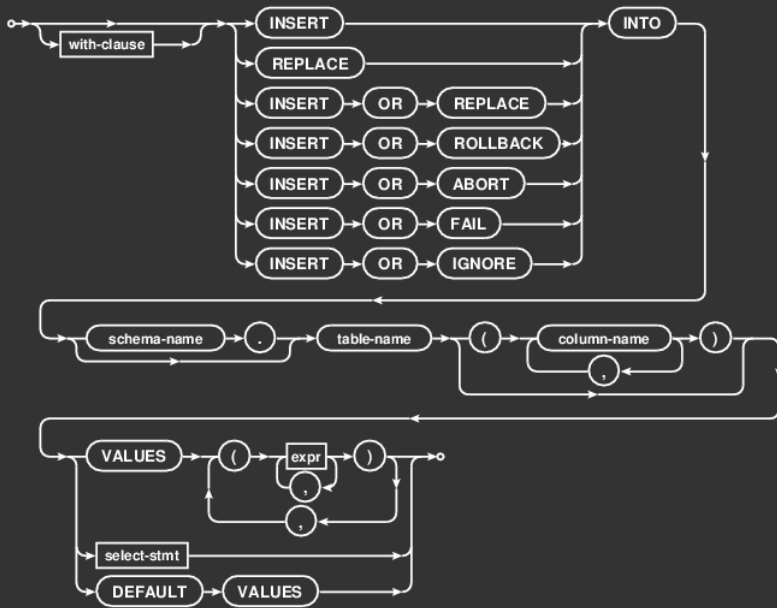 INSERT INTO
with-clause
REPLACE
INSERT OR REPLACE
INSERT OR ROLLBACK
INSERT OR ABORT
INSERT OR FAIL
INSERT OR IGNORE
schema-name . table-name ( column-name )
,
VALUES ( expr )
,
,
select-stmt
DEFAULT VALUES